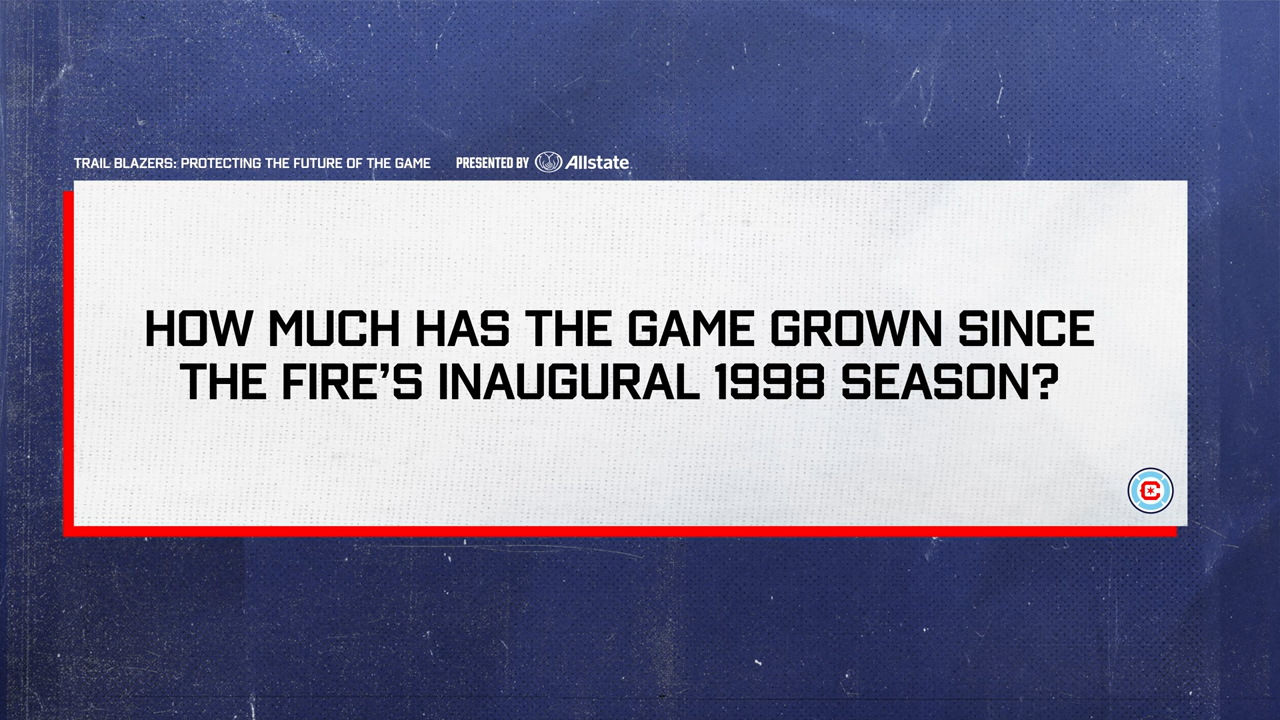 TRAIL BLAZERS: PROTECTING THE FUTURE OF THE GAME PRESENTED BY Allstate
HOW MUCH HAS THE GAME GROWN SINCE
THE FIRE'S INAUGURAL 1998 SEASON?
C